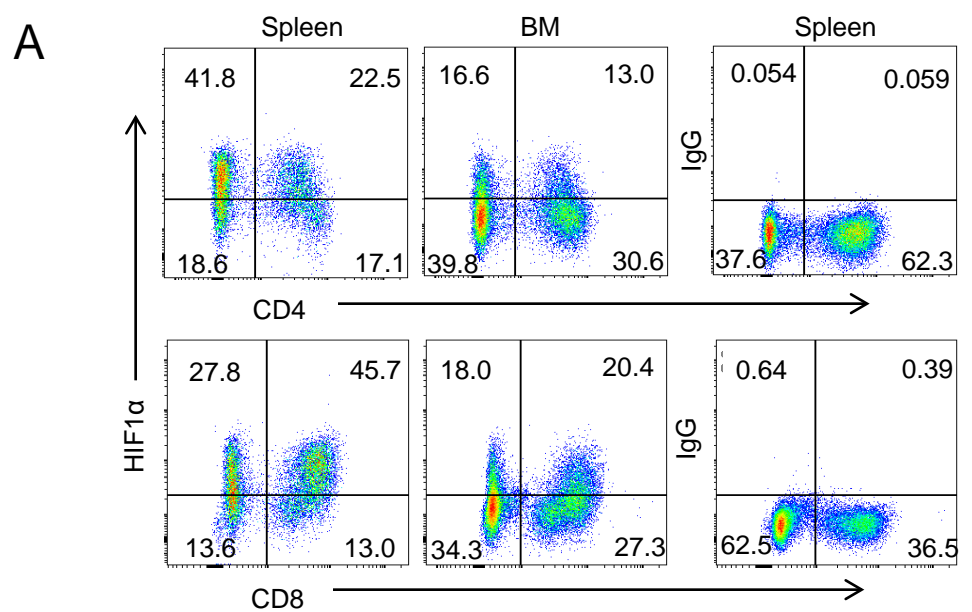 A
Spleen BM Spleen
41.8 22.5 16.6 13.0 0.054 0.059
IgG
18.6 17.1 39.8 30.6 37.6 62.3
CD4
HIF1α
27.8 45.7 18.0 20.4 0.64 0.39
IgG
13.6 13.0 34.3 27.3 62.5 36.5
CD8